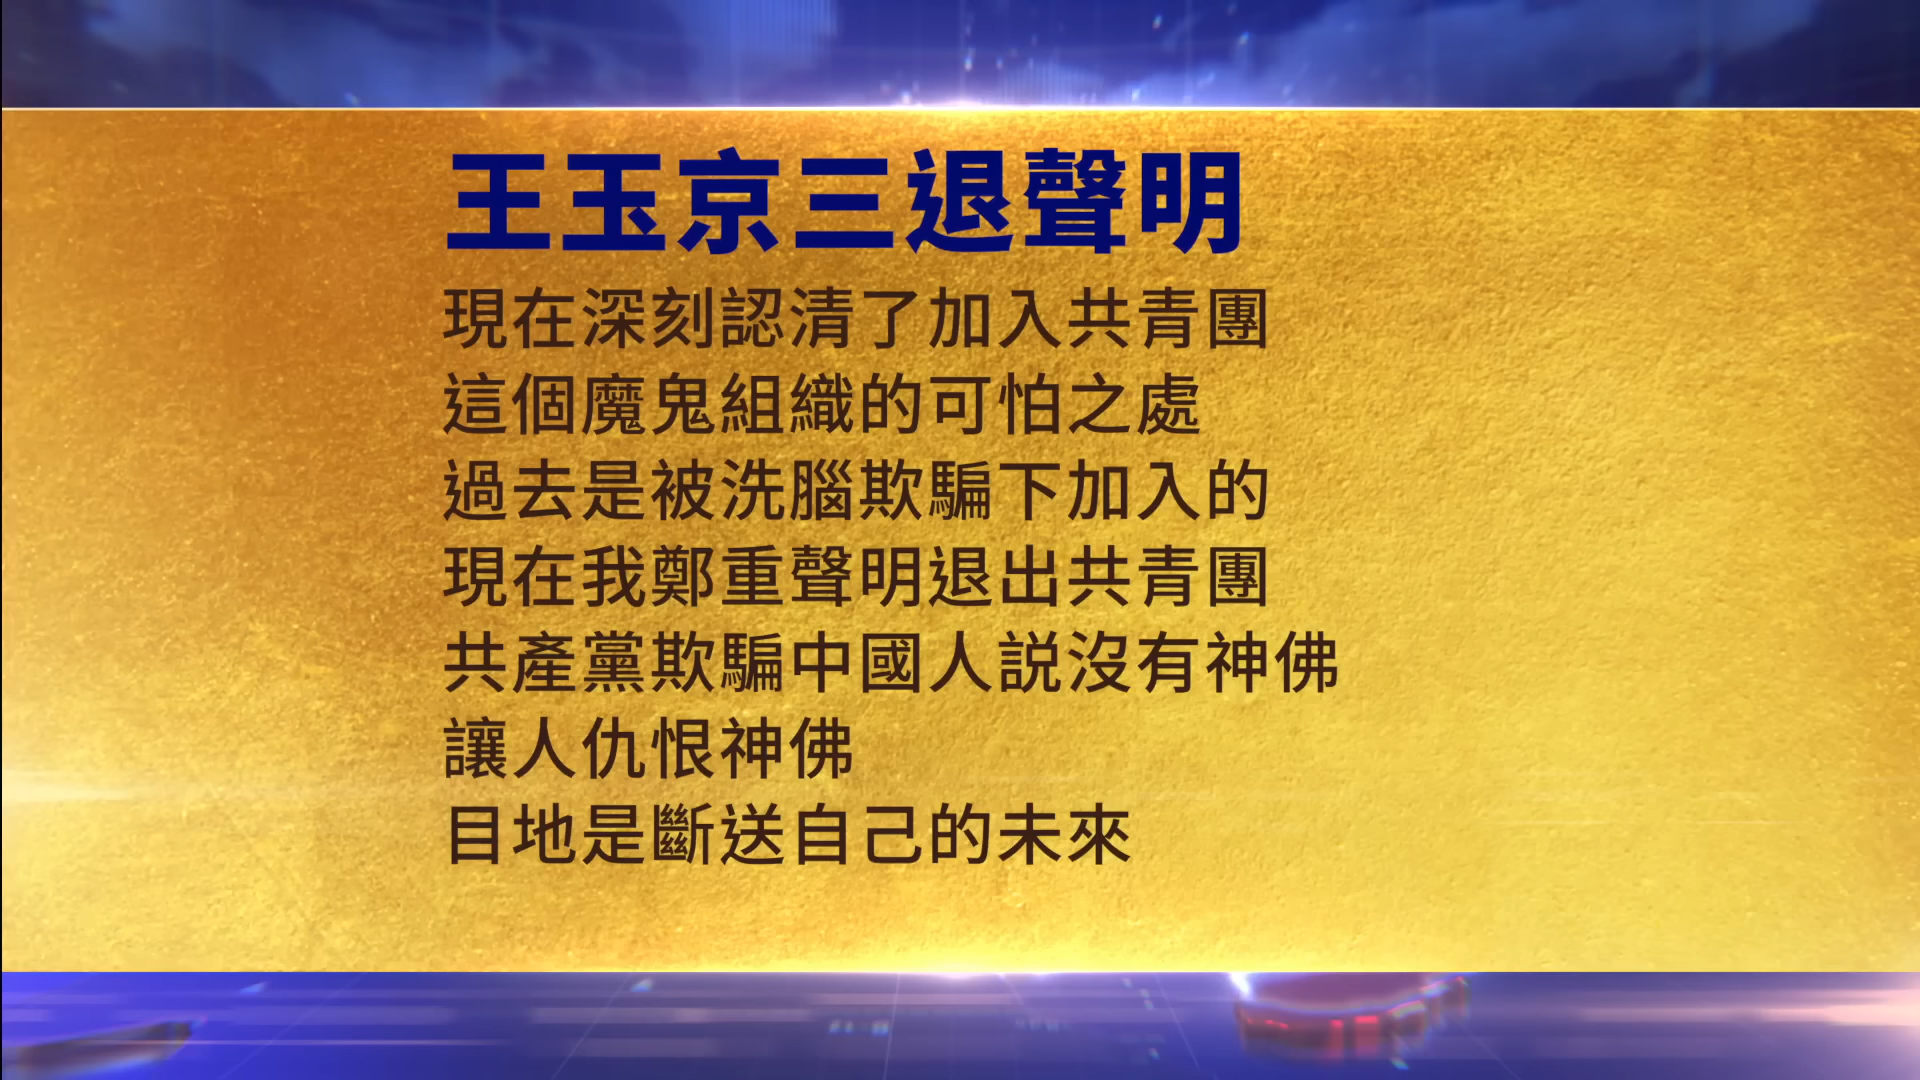 王玉京三退聲明
現在深刻認清了加入共青團
這個魔鬼組織的可怕之處
過去是被洗腦欺騙下加入的
現在我鄭重聲明退出共青團
共產黨欺騙中國人説沒有神佛
讓人仇恨神佛
目地是斷送自己的未來